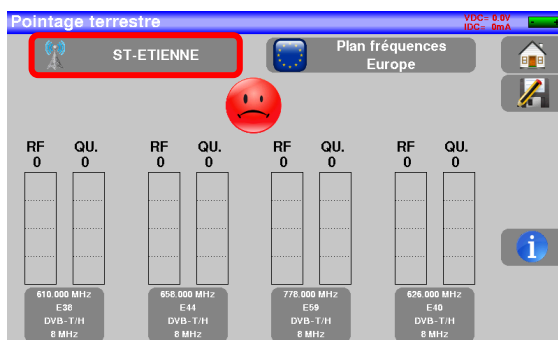 Pointage terrestre
VDC= 0.0V
IDC= 0mA
ST-ETIENNE
Plan fréquences
Europe
RF QU. RF QU. RF QU. RF QU.
0 0 0 0 0 0 0 0
610.000 MHz 658.000 MHz 778.000 MHz 626.000 MHz
E38 E44 E59 E40
DVB-T/H DVB-T/H DVB-T/H DVB-T/H
8 MHz 8 MHz 8 MHz 8 MHz